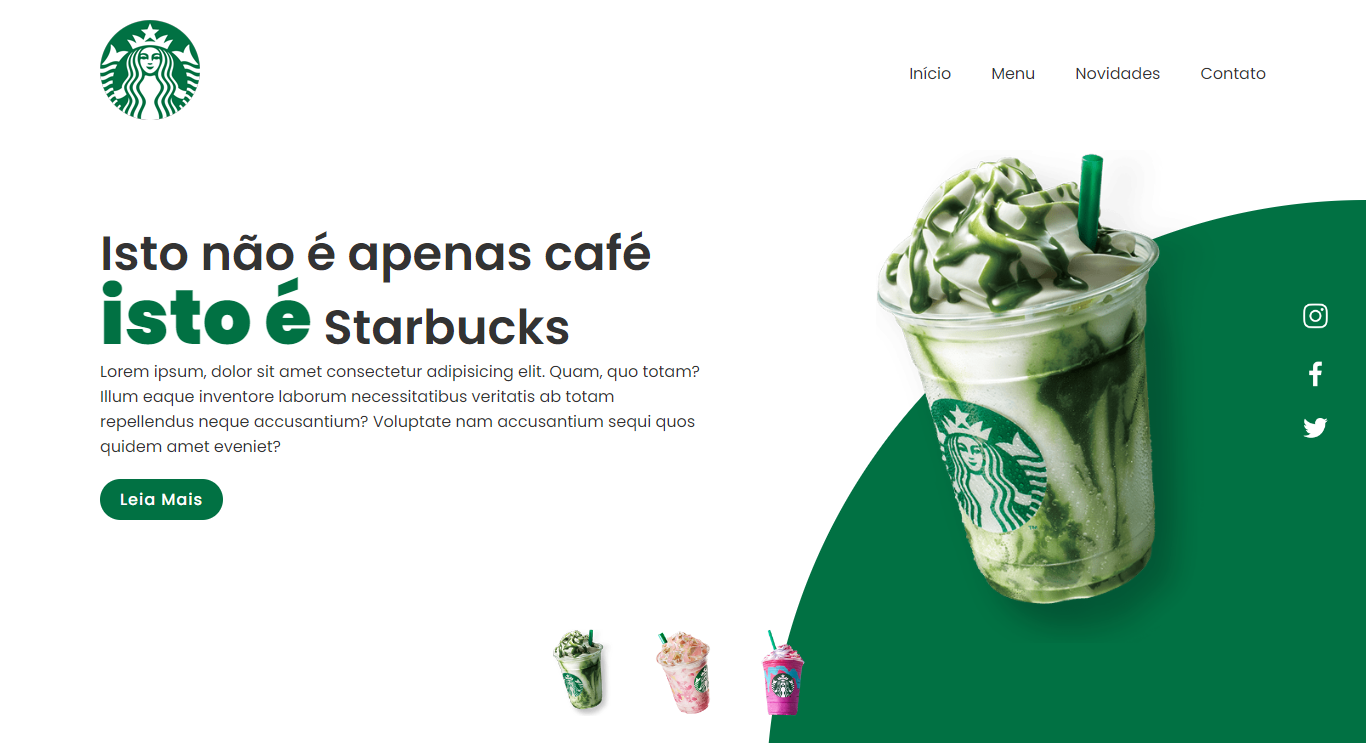 Início Menu Novidades Contato
Isto não é apenas café
isto é Starbucks
Lorem ipsum, dolor sit amet consectetur adipisicing elit. Quam, quo totam?
Illum eaque inventore laborum necessitatibus veritatis ab totam
repellendus neque accusantium? Voluptate nam accusantium sequi quos
quidem amet eveniet?
Leia Mais